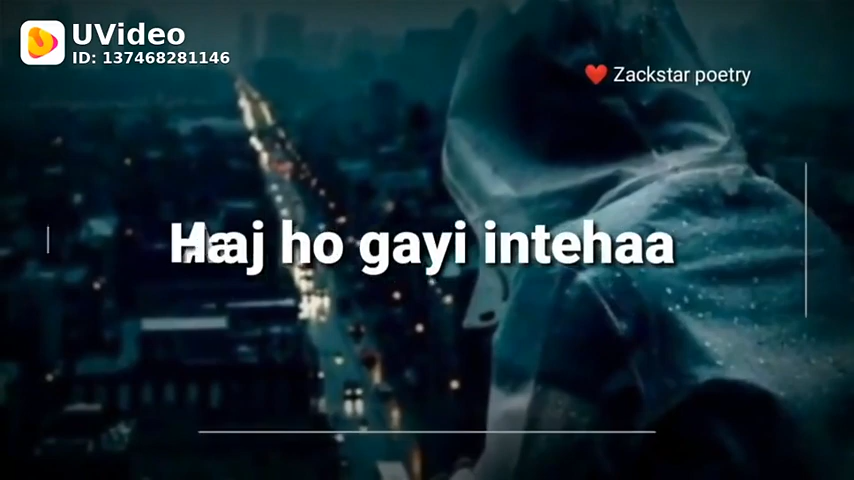 UVideo
ID: 137468281146
Zackstar poetry
ho gayi intehaa